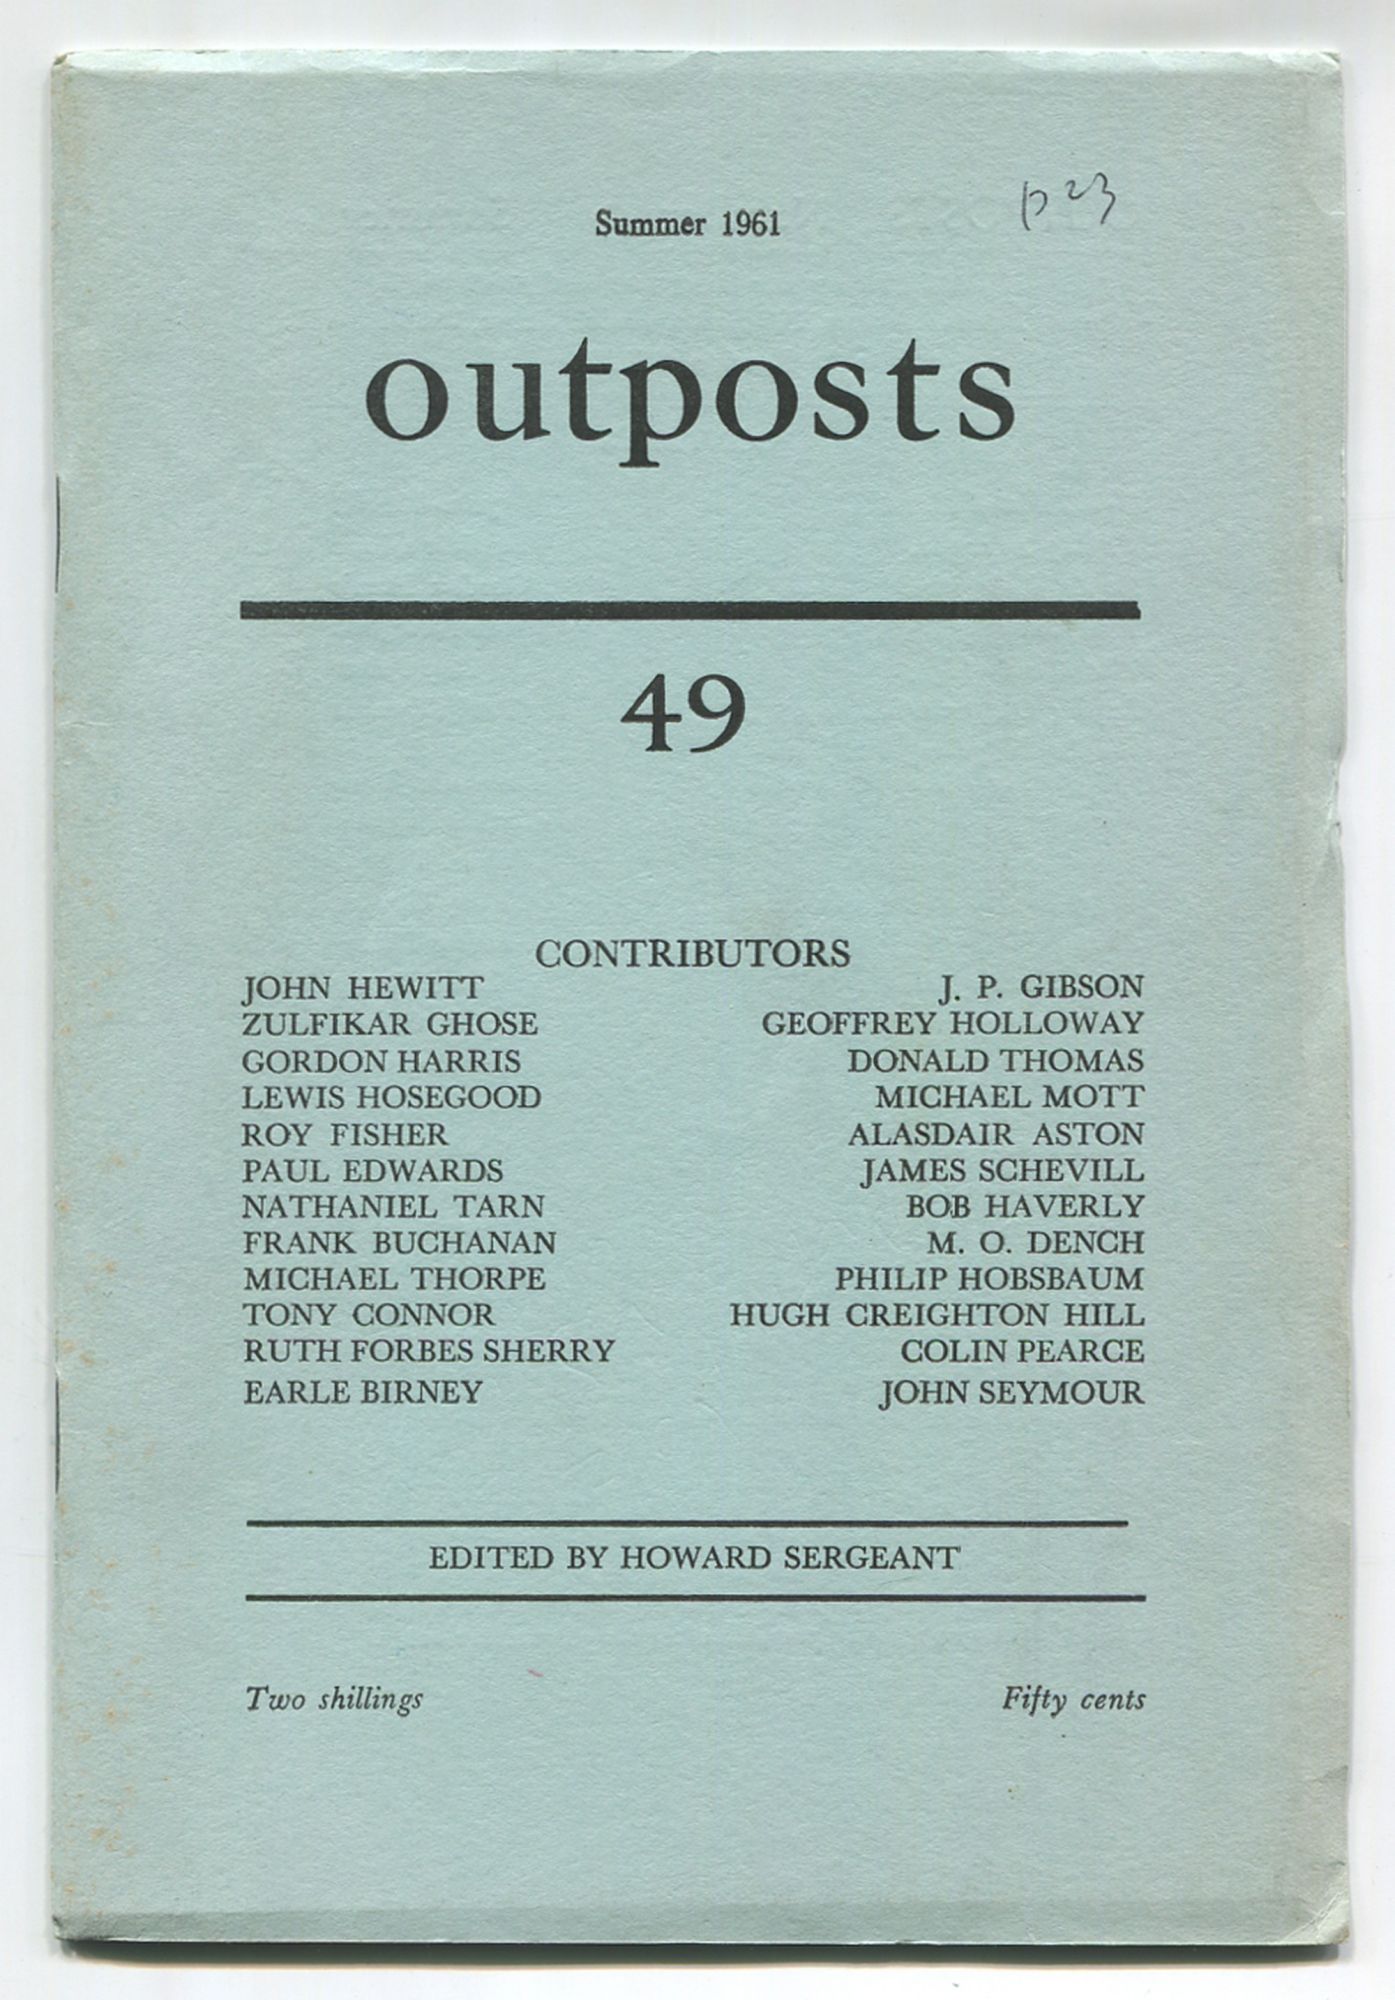 Summer 1961
p 23
outposts
49
CONTRIBUTORS
JOHN HEWITT J. P. GIBSON
ZULFIKAR GHOSE GEOFFREY HOLLOWAY
GORDON HARRIS DONALD THOMAS
LEWIS HOSEGOOD MICHAEL MOTT
ROY FISHER ALASDAIR ASTON
PAUL EDWARDS JAMES SCHEVILL
NATHANIEL TARN BOB HAVERLY
FRANK BUCHANAN M. O. DENCH
MICHAEL THORPE PHILIP HOBSBAUM
TONY CONNOR HUGH CREIGHTON HILL
RUTH FORBES SHERRY COLIN PEARCE
EARLE BIRNEY JOHN SEYMOUR
EDITED BY HOWARD SERGEANT
Two shillings Fifty cents